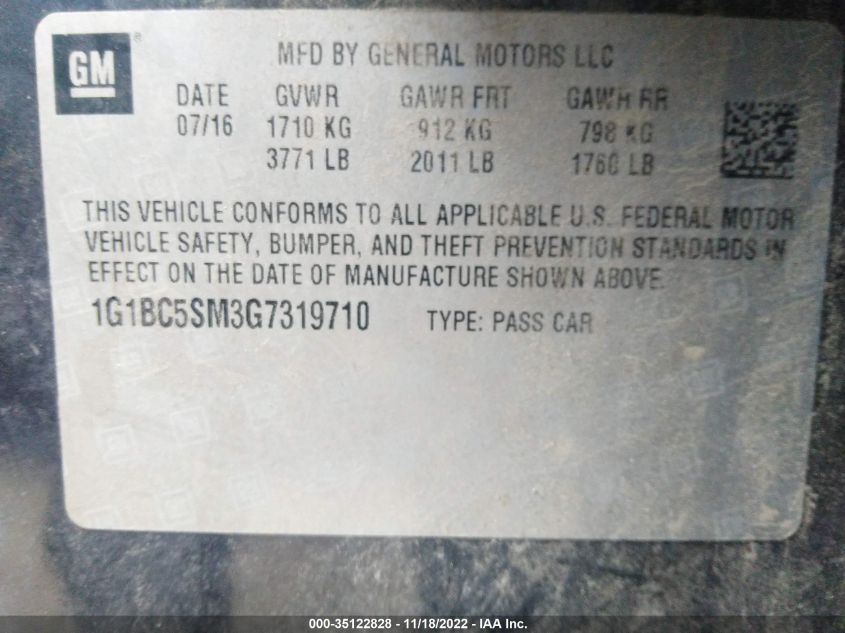 GM
MFD BY GENERAL MOTORS LLC
DATE GVWR GAWR FRT GAWR RR
07/16 1710 KG 912 KG 798 KG
3771 LB 2011 LB 1760 LB
THIS VEHICLE CONFORMS TO ALL APPLICABLE U.S. FEDERAL MOTOR
VEHICLE SAFETY, BUMPER, AND THEFT PREVENTION STANDARDS IN
EFFECT ON THE DATE OF MANUFACTURE SHOWN ABOVE.
1G1BC5SM3G7319710 TYPE: PASS CAR
000-35122828 - 11/18/2022 - IAA Inc.